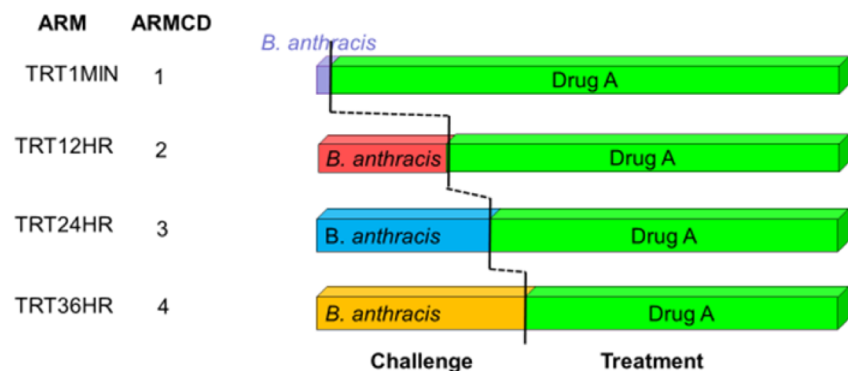 ARM ARMCD
B. anthracis
TRT1MIN 1 Drug A
TRT12HR 2 B. anthracis Drug A
TRT24HR 3 B. anthracis Drug A
TRT36HR 4 B. anthracis Drug A
Challenge Treatment